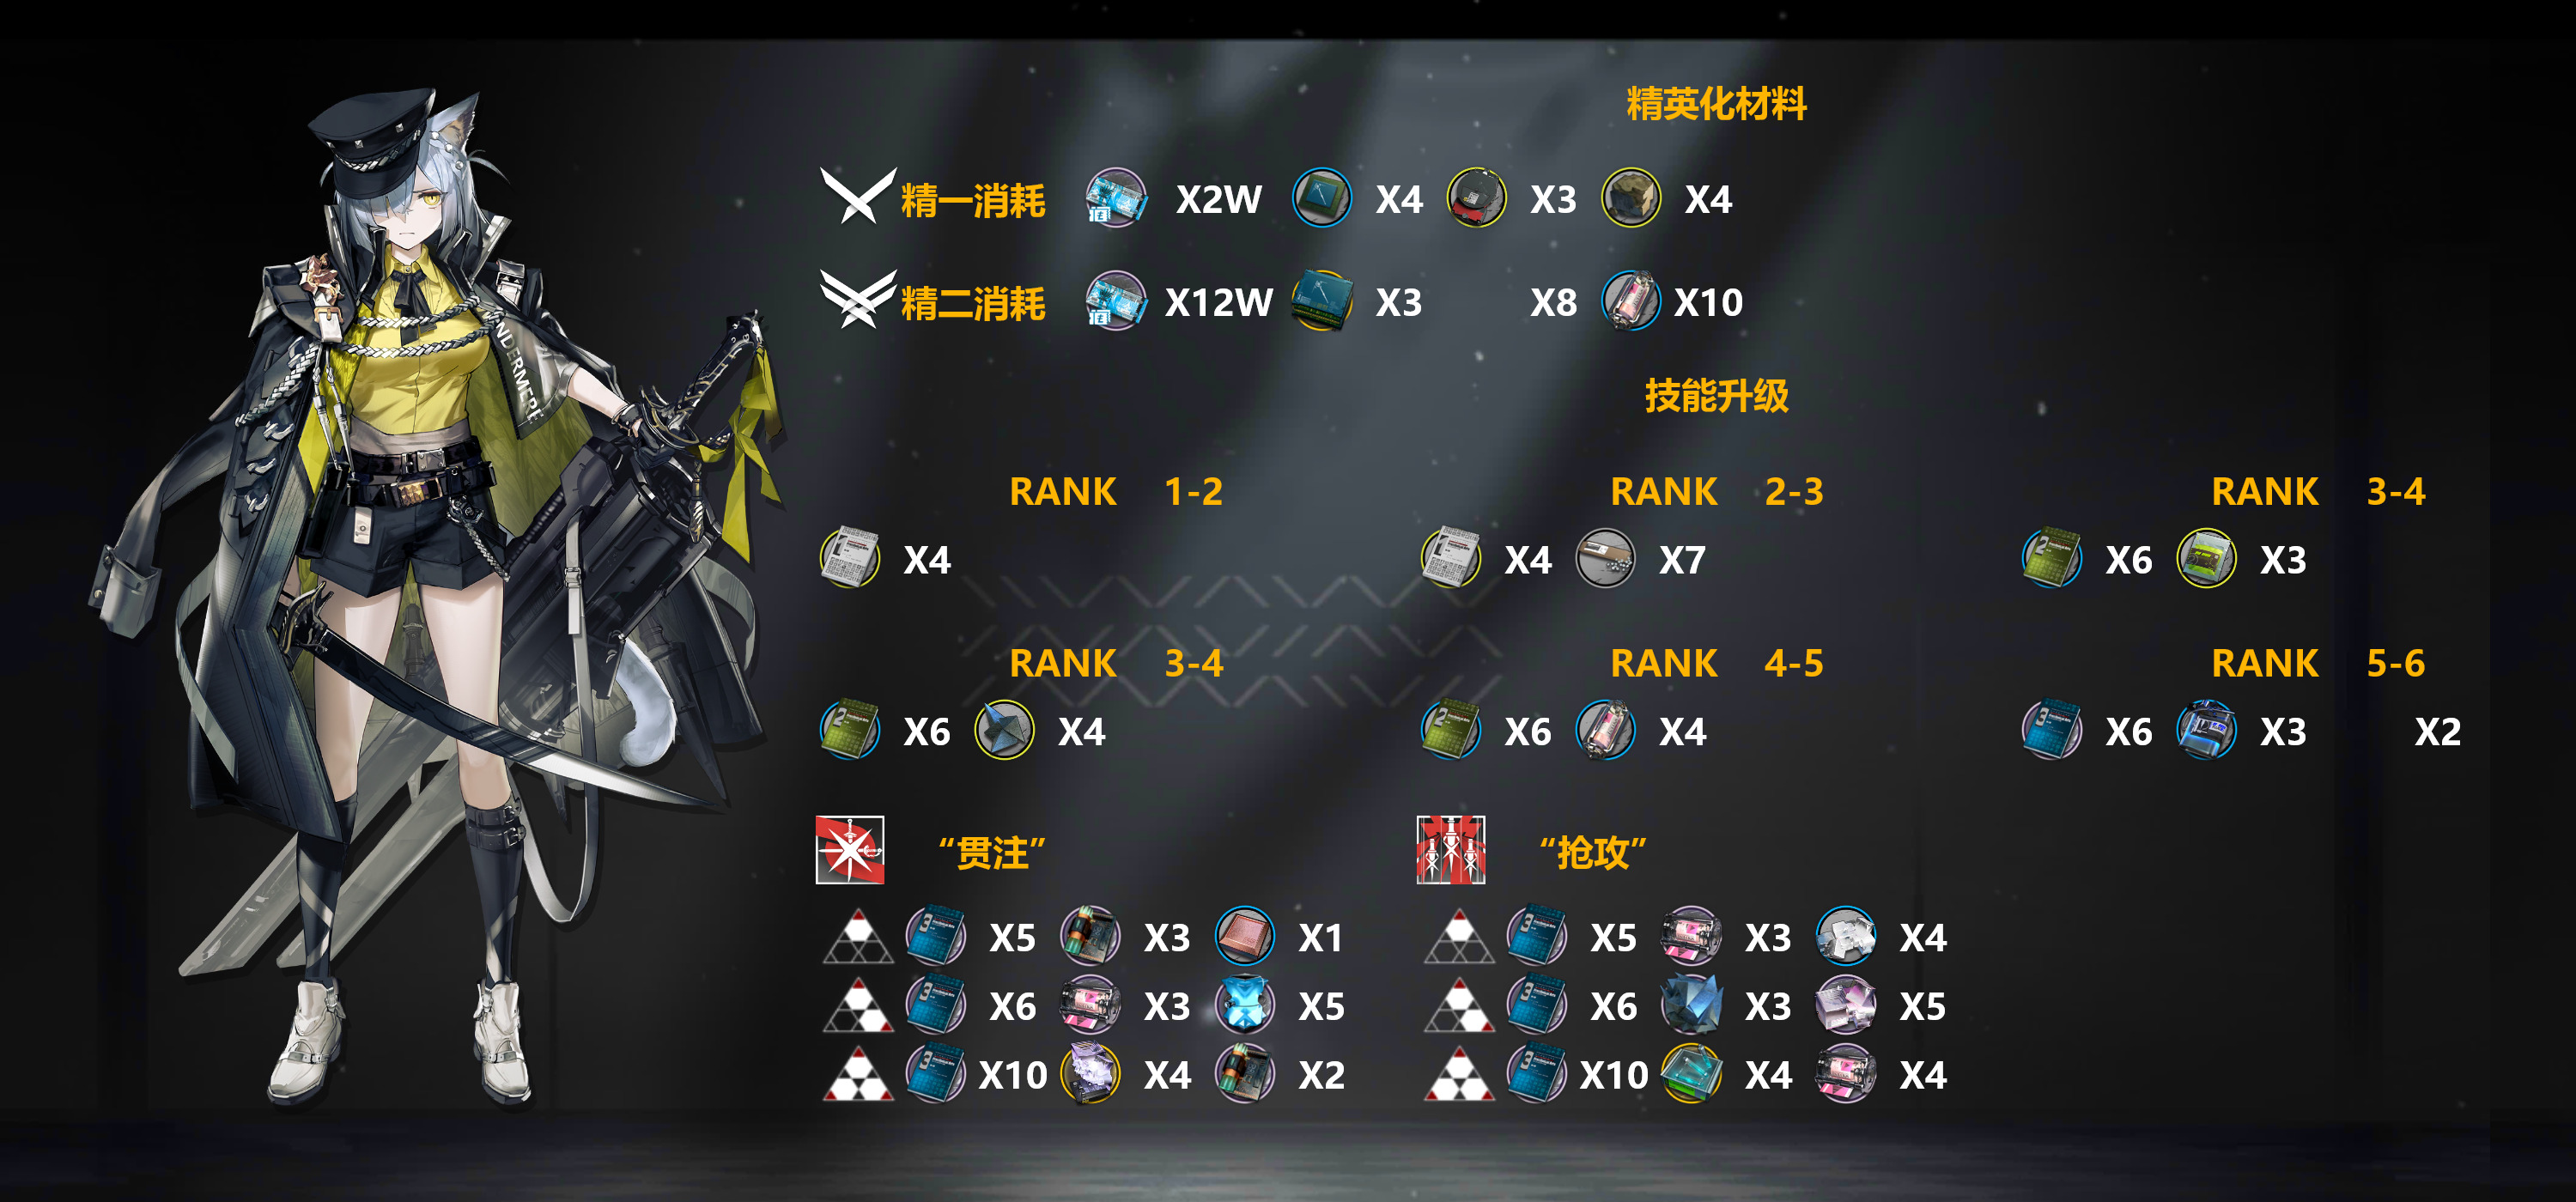 精英化材料
精一消耗 X2W X4 X3 X4
精二消耗 X12W X3 X8 X10
NDERMERE
技能升级
RANK 1-2 RANK 2-3 RANK 3-4
X4 X4 X7 X6 X3
RANK 3-4 RANK 4-5 RANK 5-6
X6 X4 X6 X4 X6 X3 X2
“贯注” “抢攻”
X5 X3 X1 X5 X3 X4
X6 X3 X5 X6 X3 X5
X10 X4 X2 X10 X4 X4